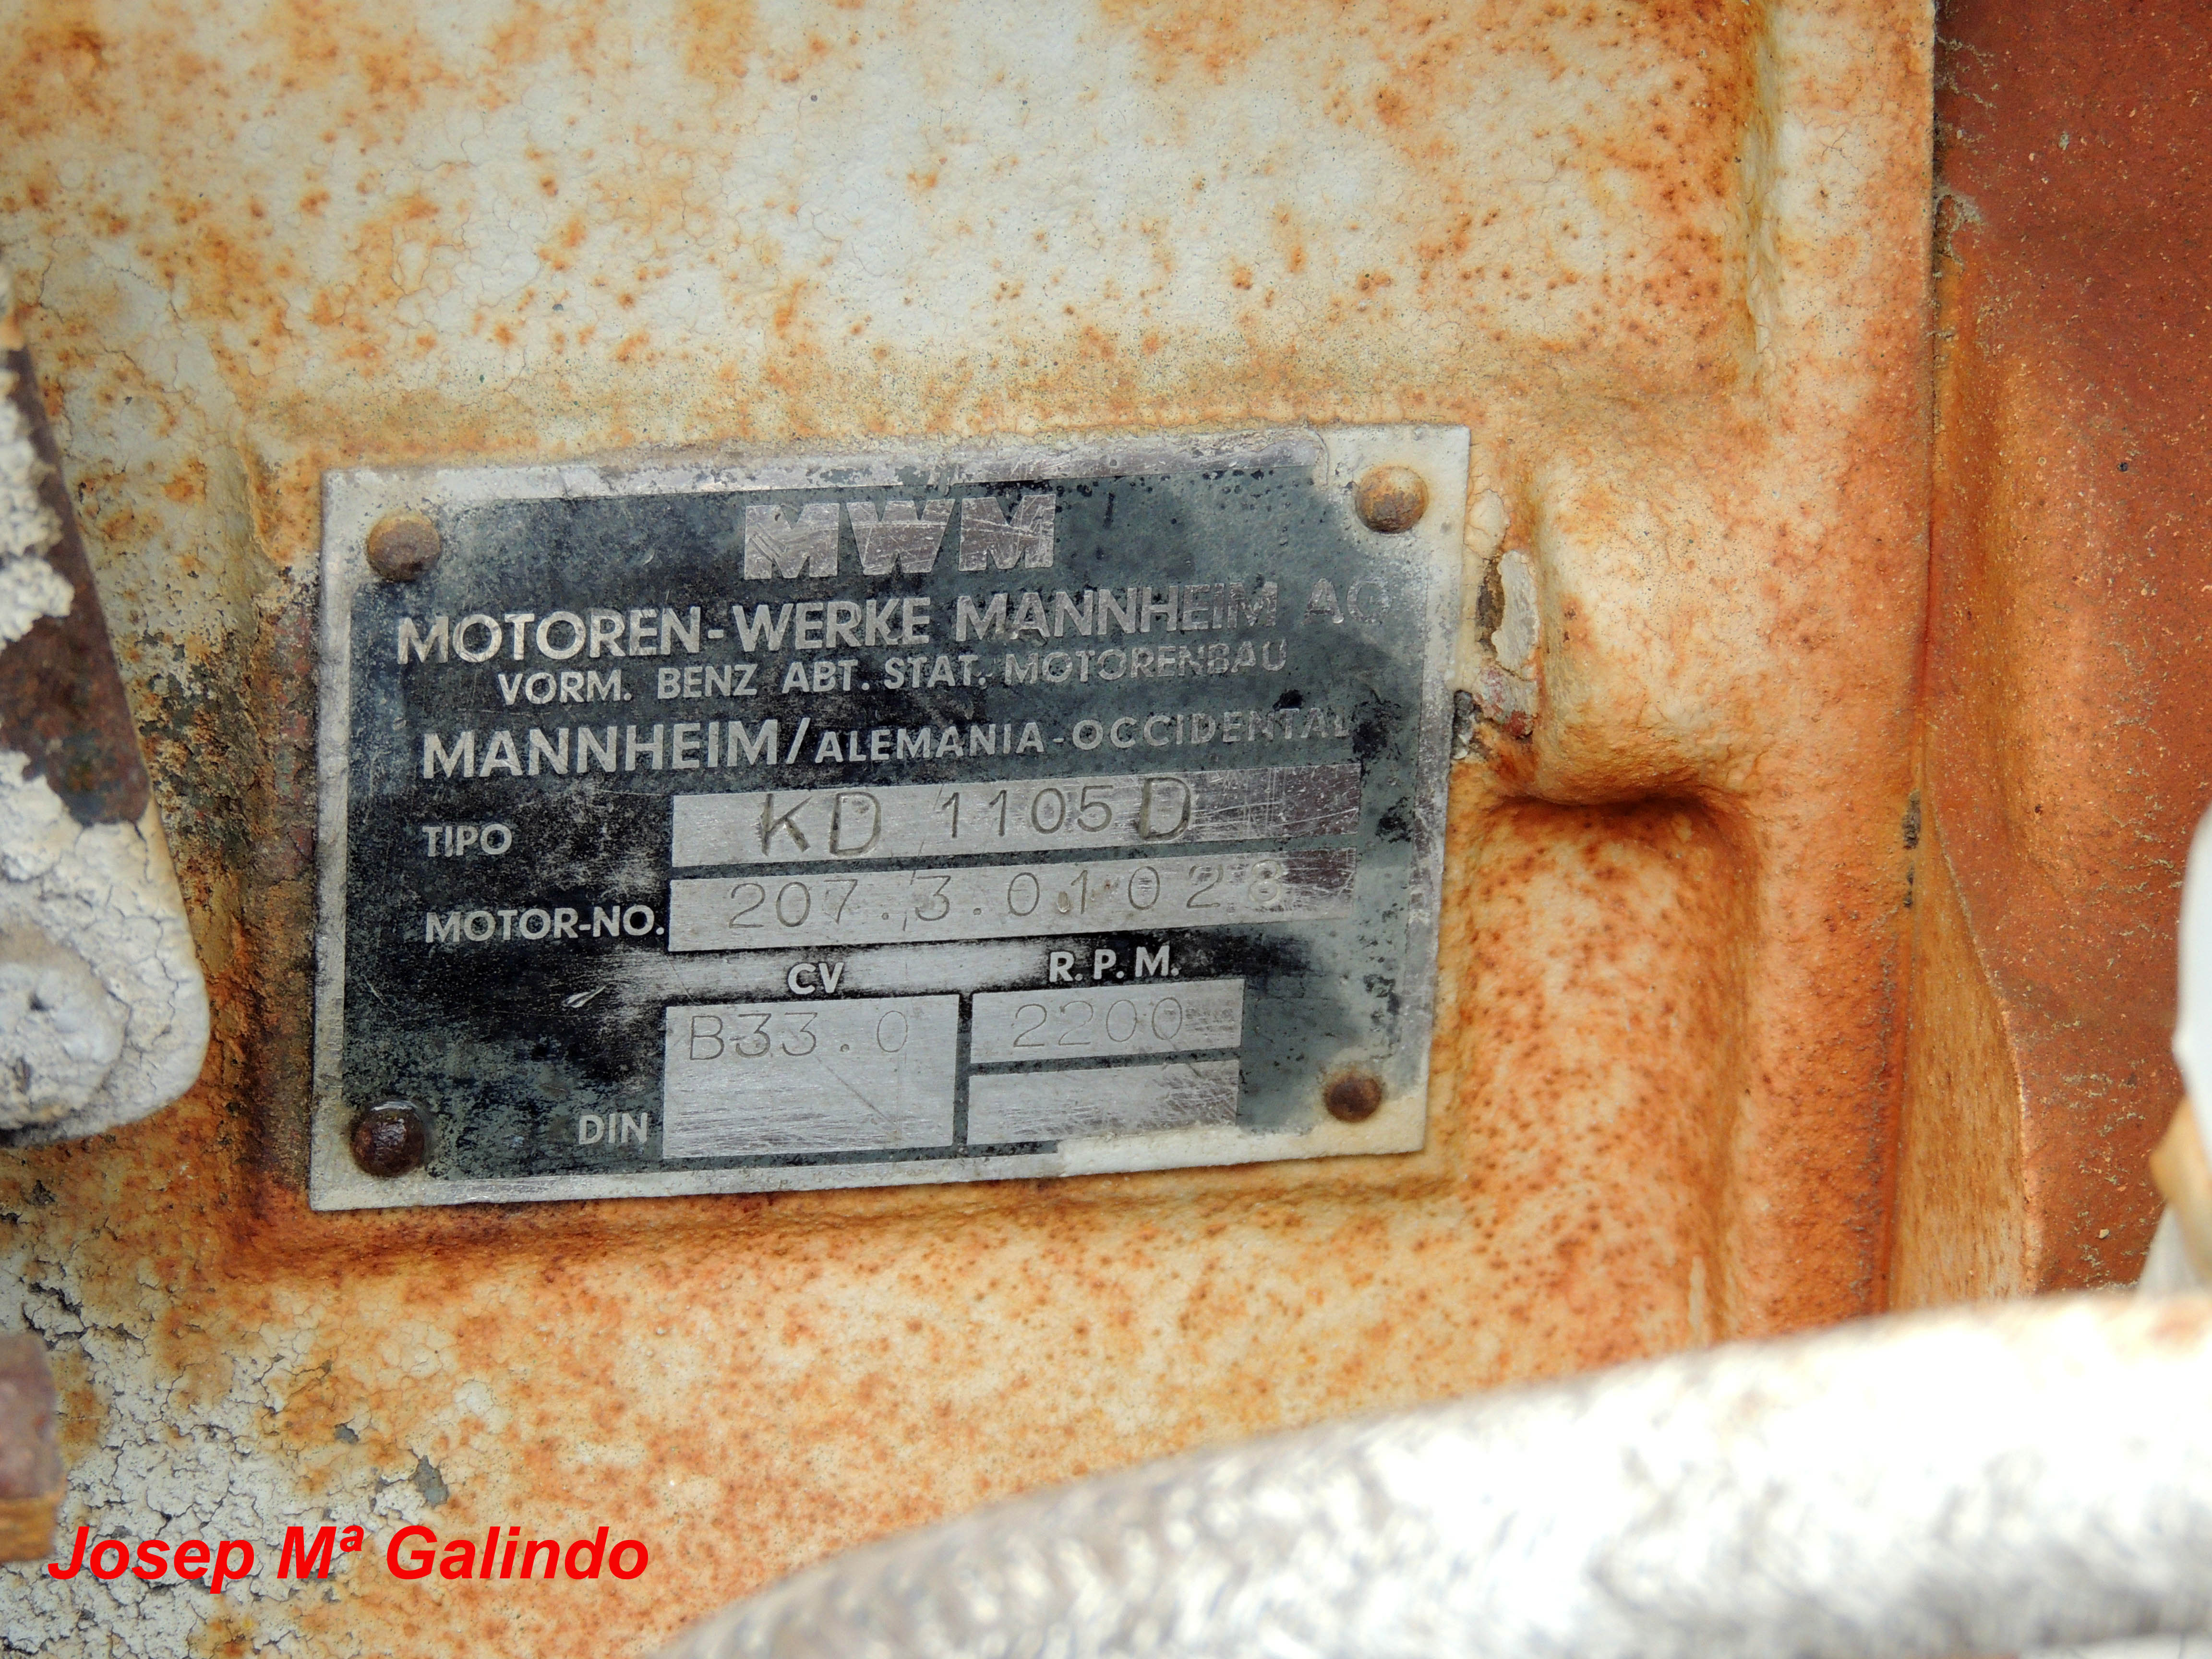 MWM
MOTOREN-WERKE MANNHEIM AG
VORM. BENZ ABT. STAT. MOTORENBAU
MANNHEIM/ALEMANIA-OCCIDENTAL
TIPO KD 1105 D
MOTOR-NO. 207.3.01028
CV R.P.M.
B33.0 2200
DIN
Josep Mª Galindo